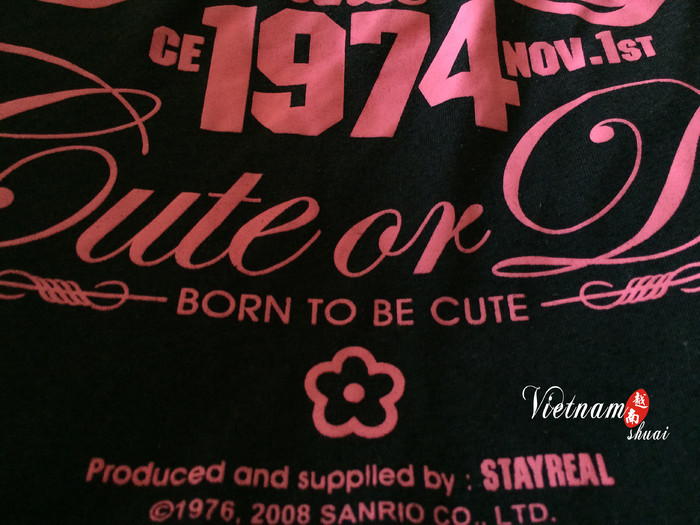 CE 1974 NOV.1ST
Cute or D
BORN TO BE CUTE
Vietnam 越南
shuai
Produced and supplied by : STAYREAL
©1976, 2008 SANRIO CO., LTD.